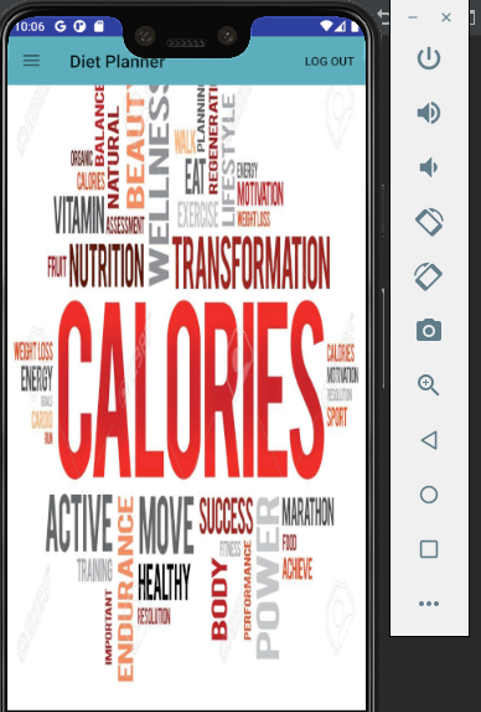 10:06
Diet Planner
LOG OUT
BALANCE
NATURAL
BEAUTY
WELLNESS
WALK
PLANNING
REGENERATI
LIFESTYLE
ORGANIC
CALORIES
EAT
ENERGY
MOTIVATION
VITAMIN
ASSESSMENT
EXERCISE
WEIGHT LOSS
FRUIT
NUTRITION
TRANSFORMATION
CALORIES
WEIGHT LOSS
ENERGY
GOALS
CARDIO
RUN
CALORIES
MOTIVATION
RESOLUTION
SPORT
ACTIVE
ENDURANCE
MOVE
SUCCESS
POWER
MARATHON
TRAINING
FITNESS
FOOD
HEALTHY
BODY
PERFORMANCE
ACHIEVE
IMPORTANT
RESOLUTION